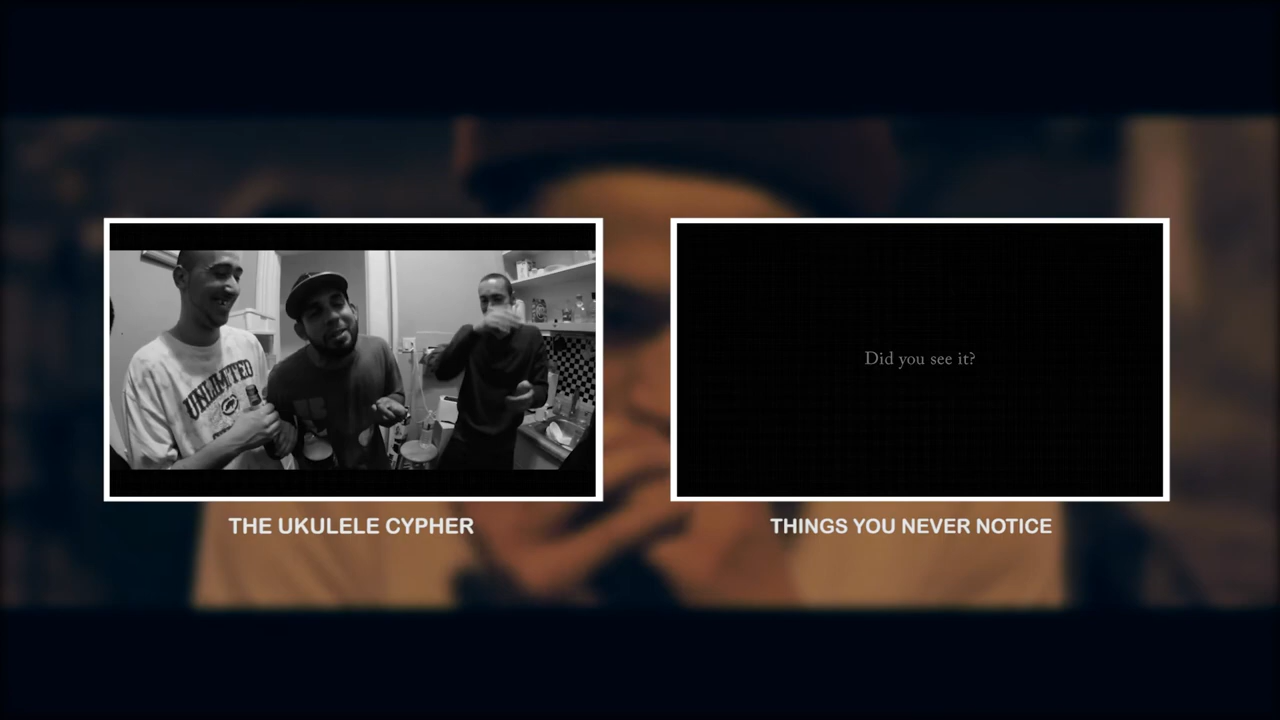 UNLIMITED
Did you see it?
THE UKULELE CYPHER
THINGS YOU NEVER NOTICE